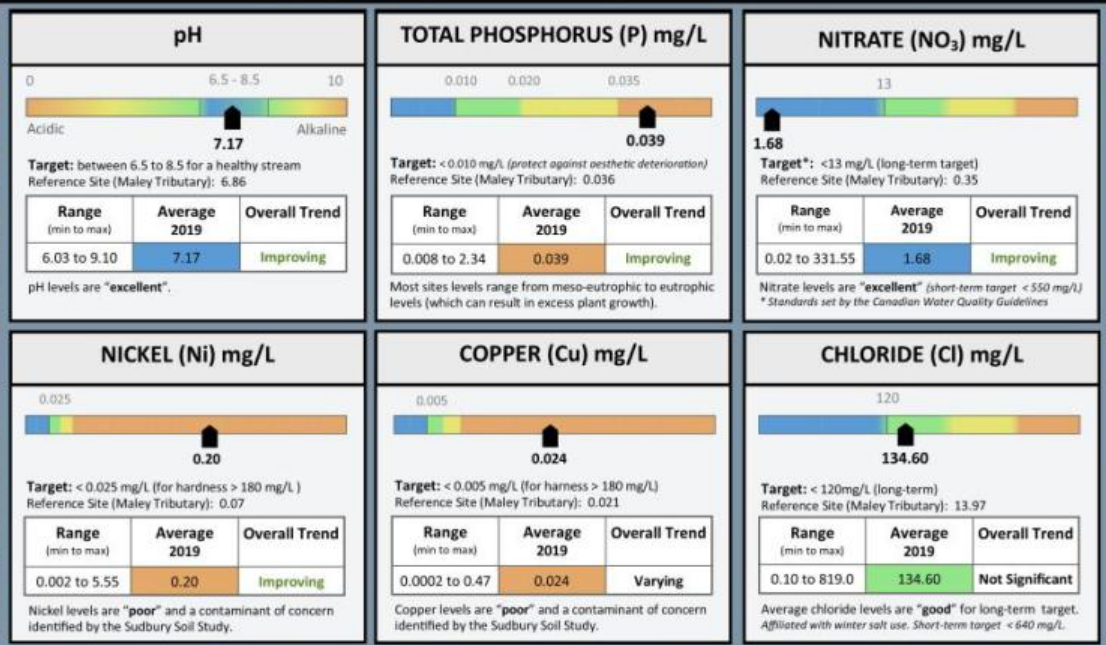 pH
0 6.5 - 8.5 10
Acidic Alkaline
7.17
Target: between 6.5 to 8.5 for a healthy stream
Reference Site (Maley Tributary): 6.86
Range (min to max) Average 2019 Overall Trend
6.03 to 9.10 7.17 Improving
pH levels are "excellent".
TOTAL PHOSPHORUS (P) mg/L
0.010 0.020 0.035
0.039
Target: < 0.010 mg/L (protect against aesthetic deterioration)
Reference Site (Maley Tributary): 0.036
Range (min to max) Average 2019 Overall Trend
0.008 to 2.34 0.039 Improving
Most sites levels range from meso-eutrophic to eutrophic
levels (which can result in excess plant growth).
NITRATE (NO₃) mg/L
13
1.68
Target*: <13 mg/L (long-term target)
Reference Site (Maley Tributary): 0.35
Range (min to max) Average 2019 Overall Trend
0.02 to 331.55 1.68 Improving
Nitrate levels are "excellent" (short-term target < 550 mg/L)
* Standards set by the Canadian Water Quality Guidelines
NICKEL (Ni) mg/L
0.025
0.20
Target: < 0.025 mg/L (for hardness > 180 mg/L )
Reference Site (Maley Tributary): 0.07
Range (min to max) Average 2019 Overall Trend
0.002 to 5.55 0.20 Improving
Nickel levels are "poor" and a contaminant of concern
identified by the Sudbury Soil Study.
COPPER (Cu) mg/L
0.005
0.024
Target: < 0.005 mg/L (for harness > 180 mg/L)
Reference Site (Maley Tributary): 0.021
Range (min to max) Average 2019 Overall Trend
0.0002 to 0.47 0.024 Varying
Copper levels are "poor" and a contaminant of concern
identified by the Sudbury Soil Study.
CHLORIDE (Cl) mg/L
120
134.60
Target: < 120mg/L (long-term)
Reference Site (Maley Tributary): 13.97
Range (min to max) Average 2019 Overall Trend
0.10 to 819.0 134.60 Not Significant
Average chloride levels are "good" for long-term target.
Affiliated with winter salt use. Short-term target < 640 mg/L.